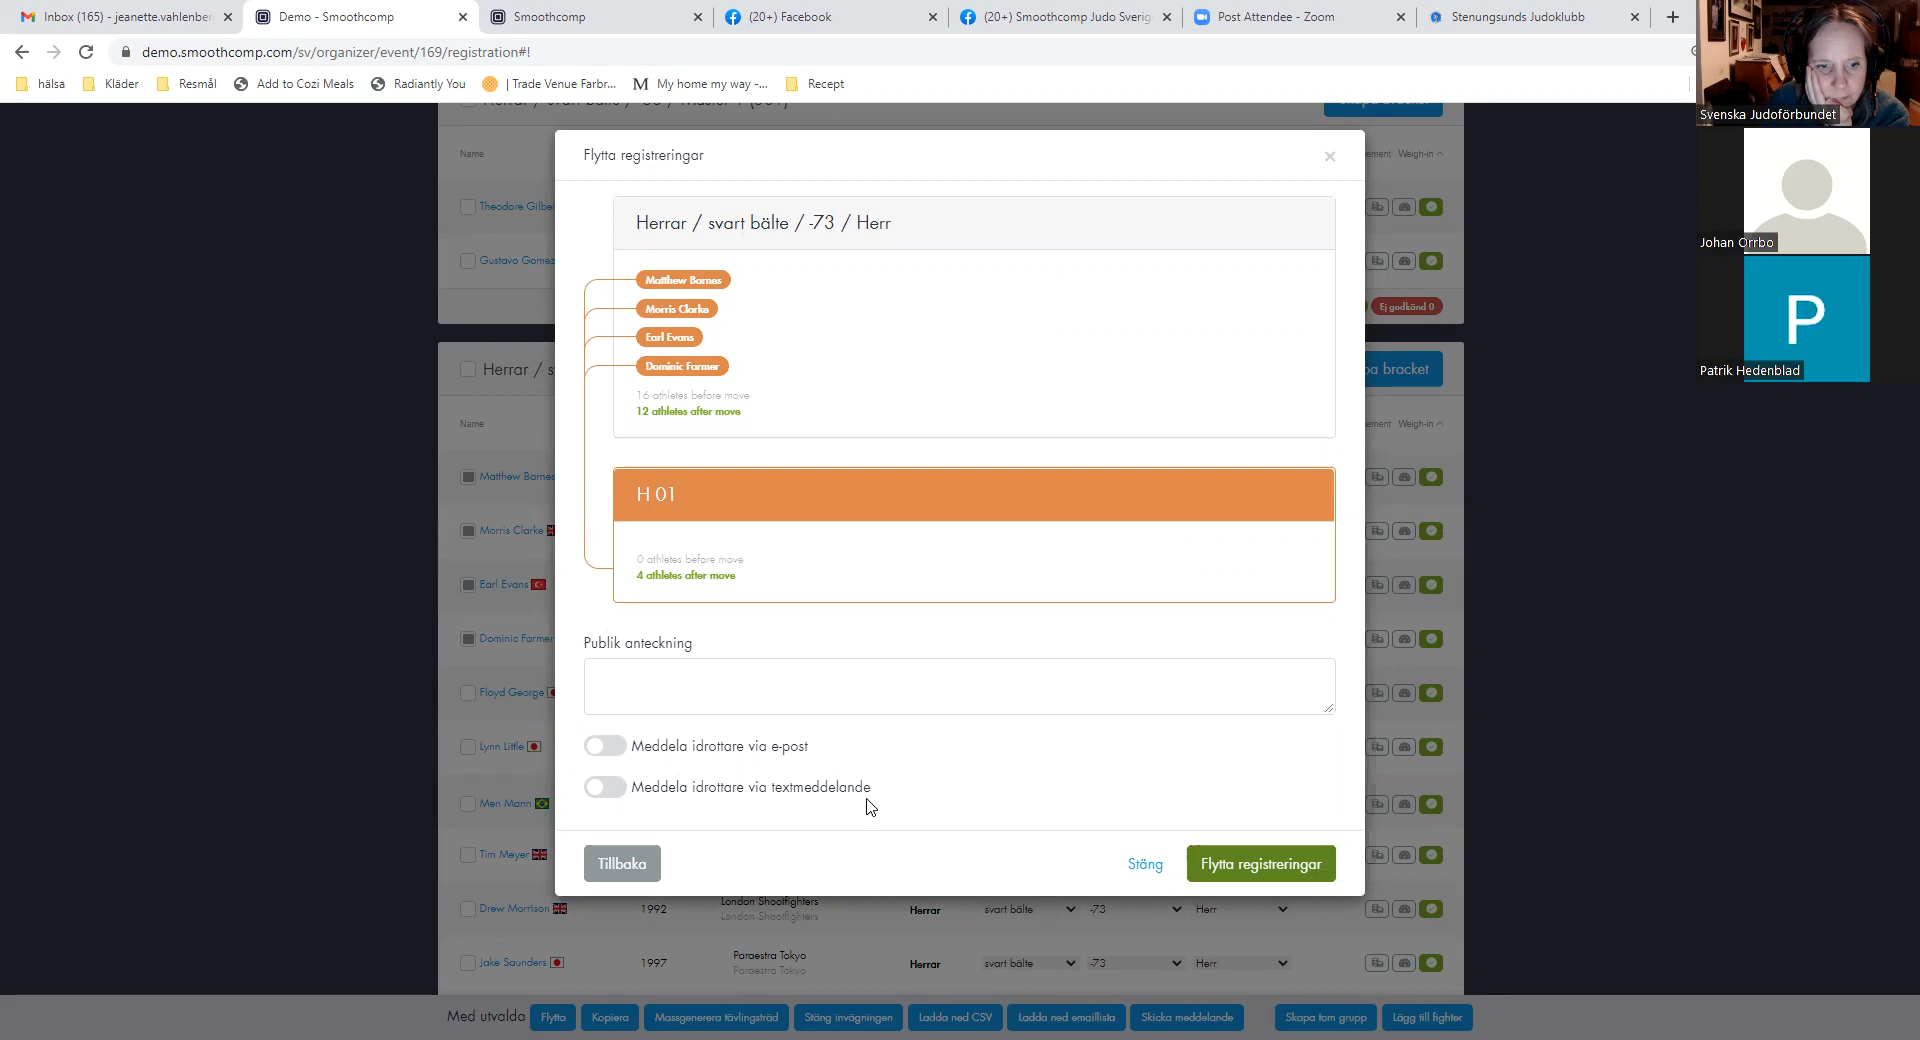 Inbox (165) - jeanette.vahlenber
Demo - Smoothcomp
Smoothcomp
(20+) Facebook
(20+) Smoothcomp Judo Sverig
Post Attendee - Zoom
Stenungsunds Judoklubb
demo.smoothcomp.com/sv/organizer/event/169/registration#!
hälsa
Kläder
Resmål
Add to Cozi Meals
Radiantly You
| Trade Venue Farbr...
My home my way -...
Recept
Svenska Judoförbundet
Johan Orrbo
P
Patrik Hedenblad
Flytta registreringar
Name
ement Weigh-in
Theodore Gilbe
Gustavo Gomez
Ej godkänd 0
Herrar / s
pa bracket
Name
ement Weigh-in
Matthew Barnes
Morris Clarke
Earl Evans
Dominic Farmer
Floyd George
Lynn Little
Men Mann
Tim Meyer
Herrar / svart bälte / -73 / Herr
Matthew Barnes
Morris Clarke
Earl Evans
Dominic Farmer
16 athletes before move
12 athletes after move
H 01
0 athletes before move
4 athletes after move
Publik anteckning
Meddela idrottare via e-post
Meddela idrottare via textmeddelande
Tillbaka
Stäng
Flytta registreringar
Drew Morrison 1992 London Shootfighters Herrar svart bälte -73 Herr
London Shootfighters
Jake Saunders 1997 Paraestra Tokyo Herrar svart bälte -73 Herr
Paraestra Tokyo
Med utvalda Flytta Kopiera Massgenerera tävlingsträd Stäng invägningen Ladda ned CSV Ladda ned emaillista Skicka meddelande Skapa tom grupp Lägg till fighter